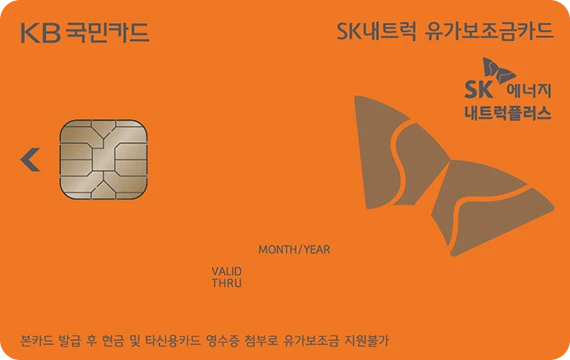 KB 국민카드
SK내트럭 유가보조금카드
SK 에너지
내트럭플러스
MONTH/YEAR
VALID
THRU
본카드 발급 후 현금 및 타신용카드 영수증 첨부로 유가보조금 지원불가